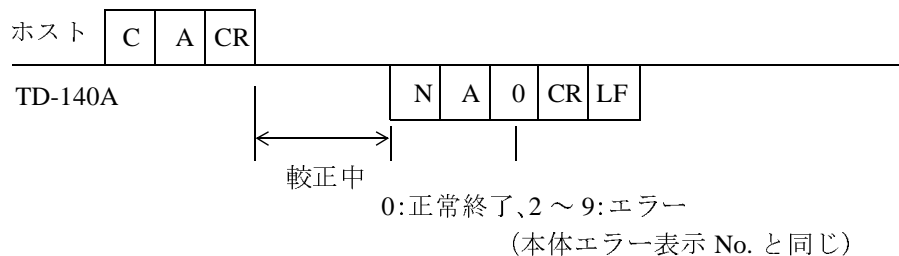 ホスト C A CR
TD-140A N A 0 CR LF
較正中
0:正常終了、2 ～ 9:エラー
(本体エラー表示 No. と同じ)